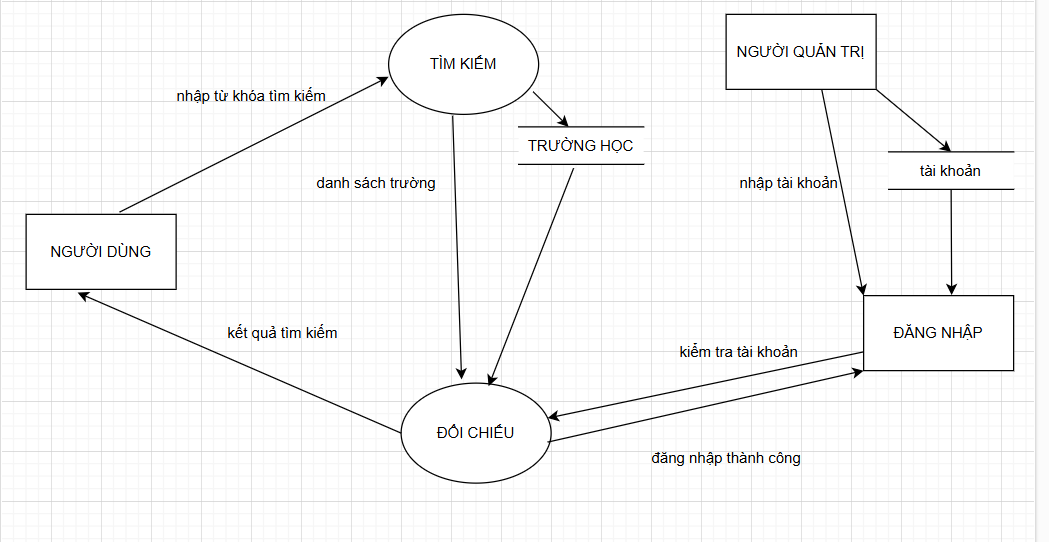 TÌM KIẾM
NGƯỜI QUẢN TRỊ
nhập từ khóa tìm kiếm
TRƯỜNG HỌC
tài khoản
danh sách trường
nhập tài khoản
NGƯỜI DÙNG
kết quả tìm kiếm
ĐĂNG NHẬP
kiểm tra tài khoản
ĐỐI CHIẾU
đăng nhập thành công